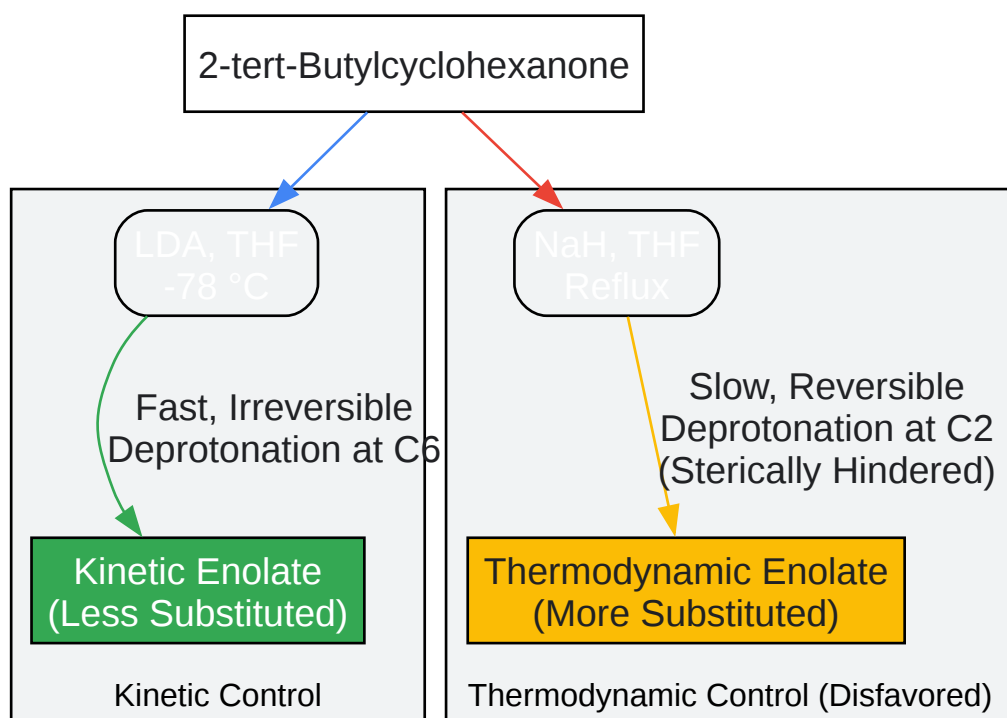 2-tert-Butylcyclohexanone
LDA, THF
-78 °C
Fast, Irreversible
Deprotonation at C6
Kinetic Enolate
(Less Substituted)
Kinetic Control
NaH, THF
Reflux
Slow, Reversible
Deprotonation at C2
(Sterically Hindered)
Thermodynamic Enolate
(More Substituted)
Thermodynamic Control (Disfavored)